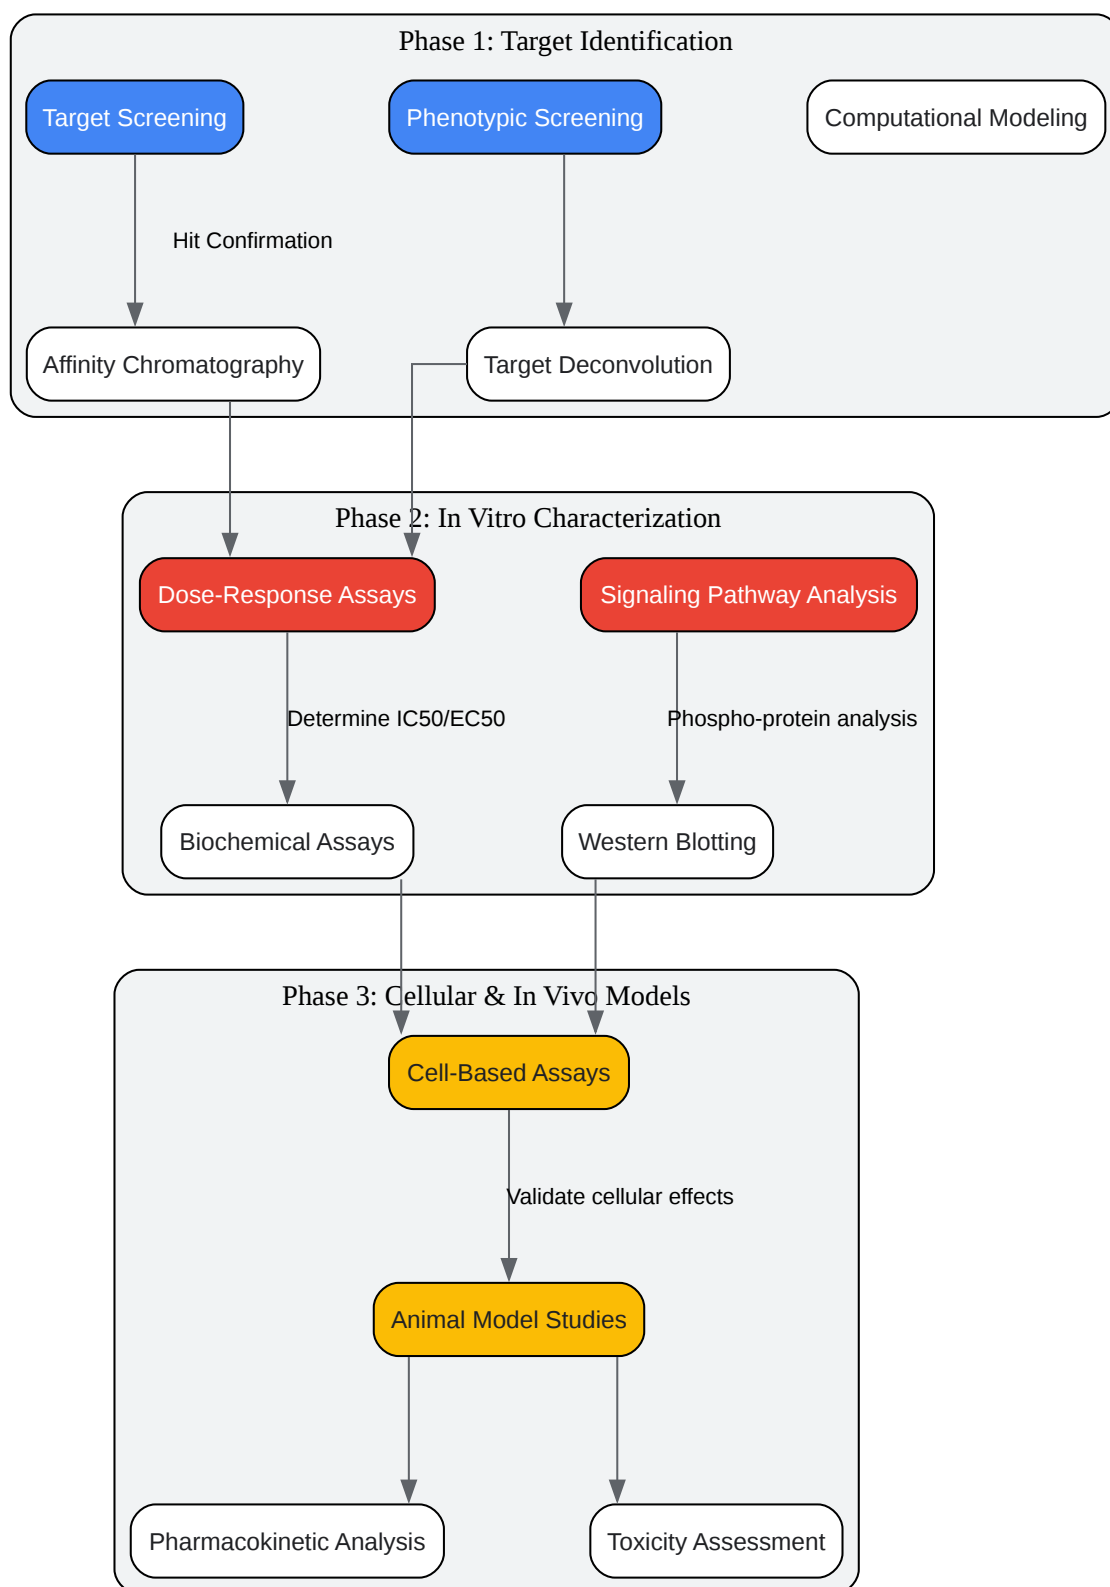 Phase 1: Target Identification
Target Screening
Phenotypic Screening
Computational Modeling
Hit Confirmation
Affinity Chromatography
Target Deconvolution
Phase 2: In Vitro Characterization
Dose-Response Assays
Signaling Pathway Analysis
Determine IC50/EC50
Phospho-protein analysis
Biochemical Assays
Western Blotting
Phase 3: Cellular & In Vivo Models
Cell-Based Assays
Validate cellular effects
Animal Model Studies
Pharmacokinetic Analysis
Toxicity Assessment